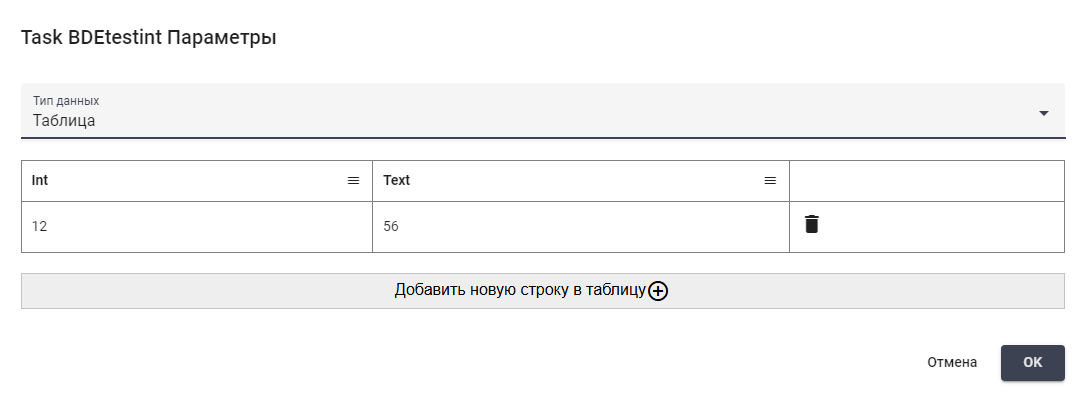 Task BDEtestint Параметры
Тип данных
Таблица
Int Text
12 56
Добавить новую строку в таблицу
Отмена OK